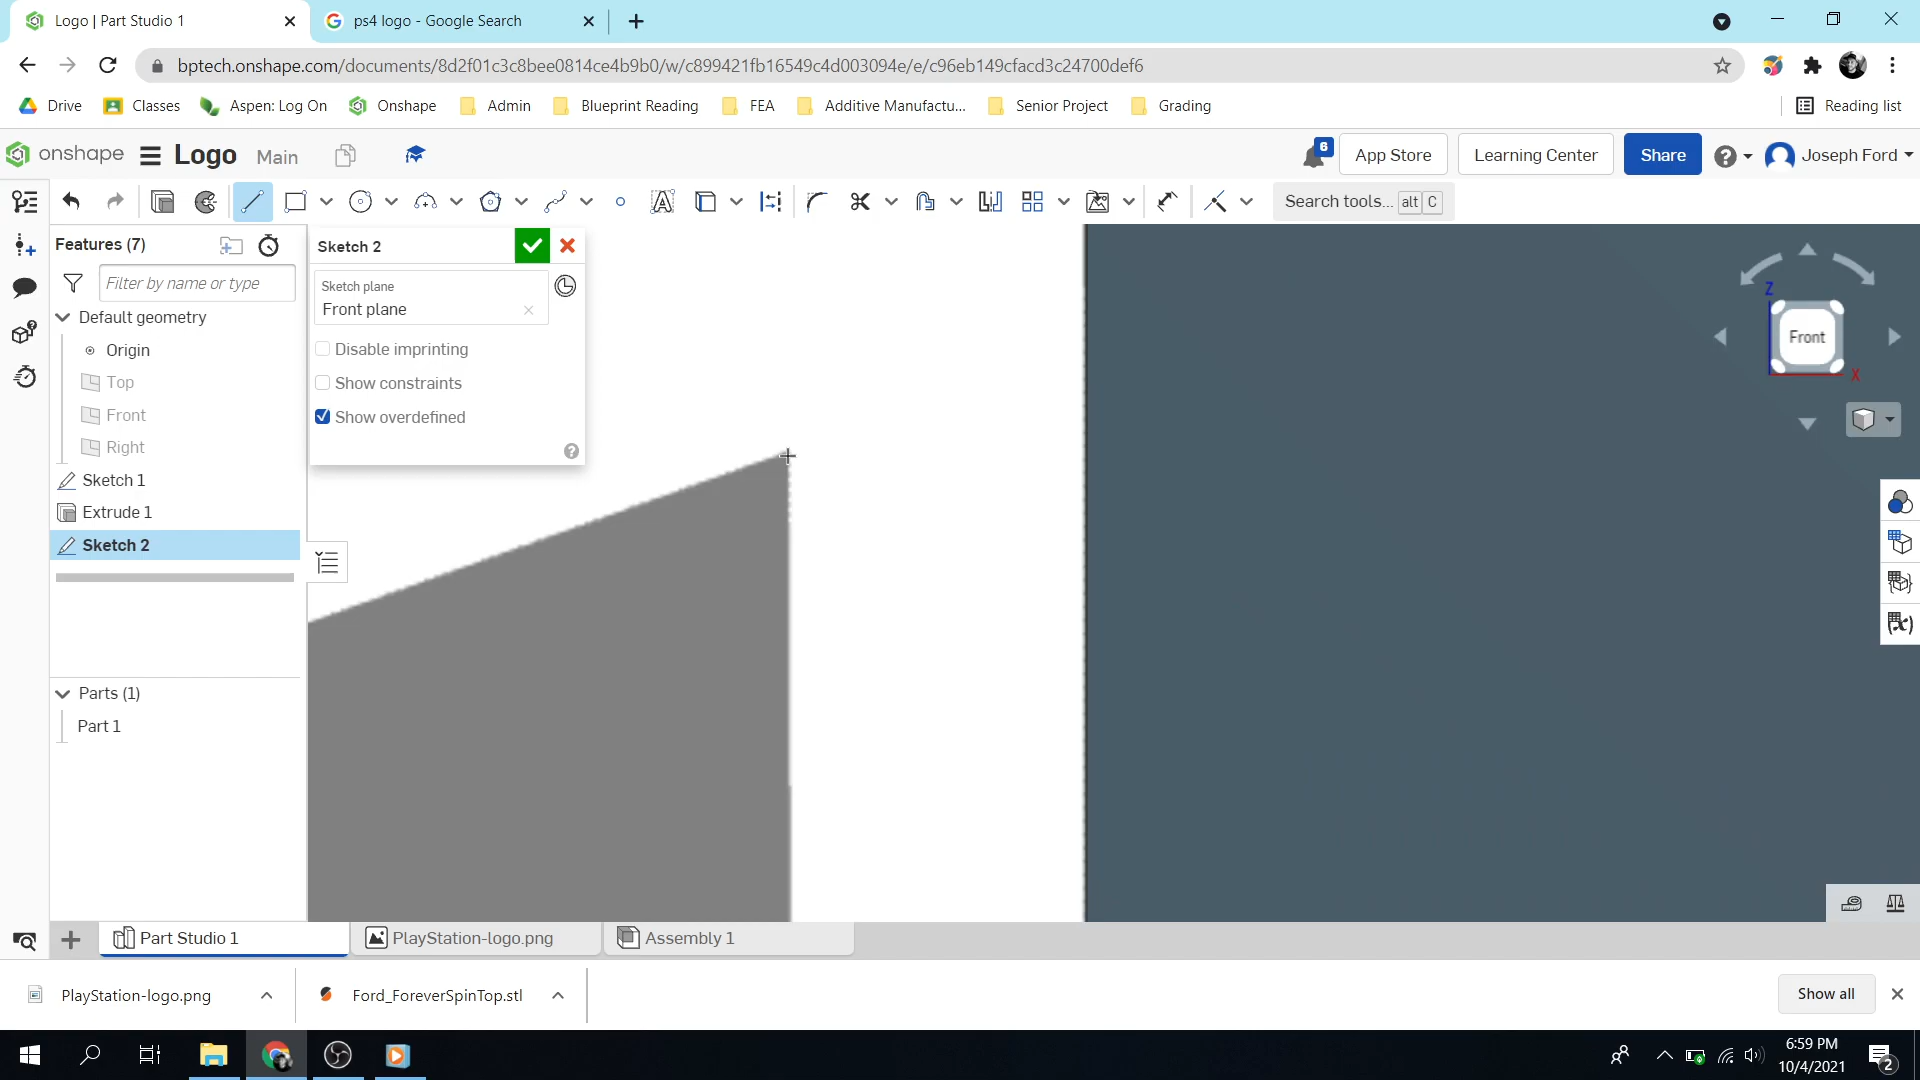 Logo | Part Studio 1
ps4 logo - Google Search
bptech.onshape.com/documents/8d2f01c3c8bee0814ce4b9b0/w/c899421fb16549c4d003094e/e/c96eb149cfacd3c24700def6
Drive
Classes
Aspen: Log On
Onshape
Admin
Blueprint Reading
FEA
Additive Manufactu...
Senior Project
Grading
Reading list
onshape
Logo
Main
6
App Store
Learning Center
Share
Joseph Ford
Search tools... alt C
Features (7)
Filter by name or type
Default geometry
Origin
Top
Front
Right
Sketch 1
Extrude 1
Sketch 2
Parts (1)
Part 1
Sketch 2
Sketch plane
Front plane
Disable imprinting
Show constraints
Show overdefined
Z
Front
X
Part Studio 1
PlayStation-logo.png
Assembly 1
PlayStation-logo.png
Ford_ForeverSpinTop.stl
Show all
6:59 PM
10/4/2021
2